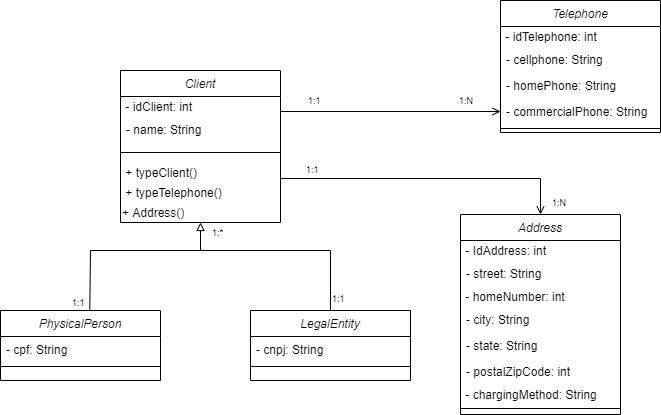 Telephone
- idTelephone: int
- cellphone: String
- homePhone: String
- commercialPhone: String
Client
- idClient: int
- name: String
+ typeClient()
+ typeTelephone()
+ Address()
1:1
1:N
1:1
1:N
1:*
Address
- IdAddress: int
- street: String
- homeNumber: int
- city: String
- state: String
- postalZipCode: int
- chargingMethod: String
1:1
1:1
PhysicalPerson
- cpf: String
LegalEntity
- cnpj: String